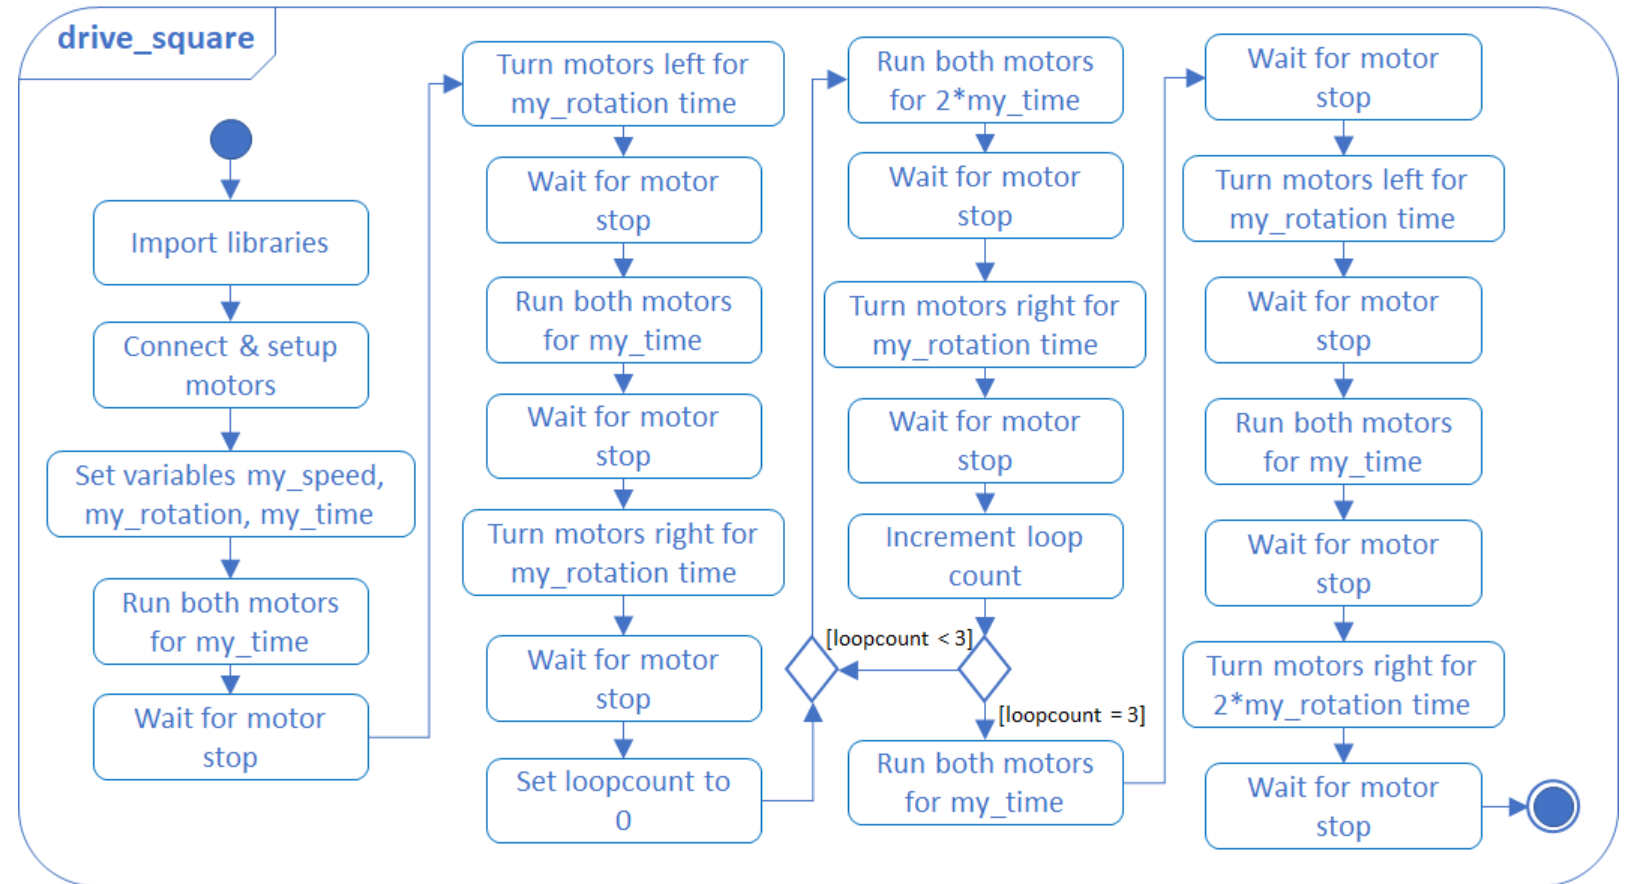 drive_square
Import libraries
Connect & setup
motors
Set variables my_speed,
my_rotation, my_time
Run both motors
for my_time
Wait for motor
stop
Turn motors left for
my_rotation time
Wait for motor
stop
Run both motors
for my_time
Wait for motor
stop
Turn motors right for
my_rotation time
Wait for motor
stop
Set loopcount to
0
Run both motors
for 2*my_time
Wait for motor
stop
Turn motors right for
my_rotation time
Wait for motor
stop
Increment loop
count
[loopcount < 3]
[loopcount = 3]
Run both motors
for my_time
Wait for motor
stop
Turn motors left for
my_rotation time
Wait for motor
stop
Run both motors
for my_time
Wait for motor
stop
Turn motors right for
2*my_rotation time
Wait for motor
stop